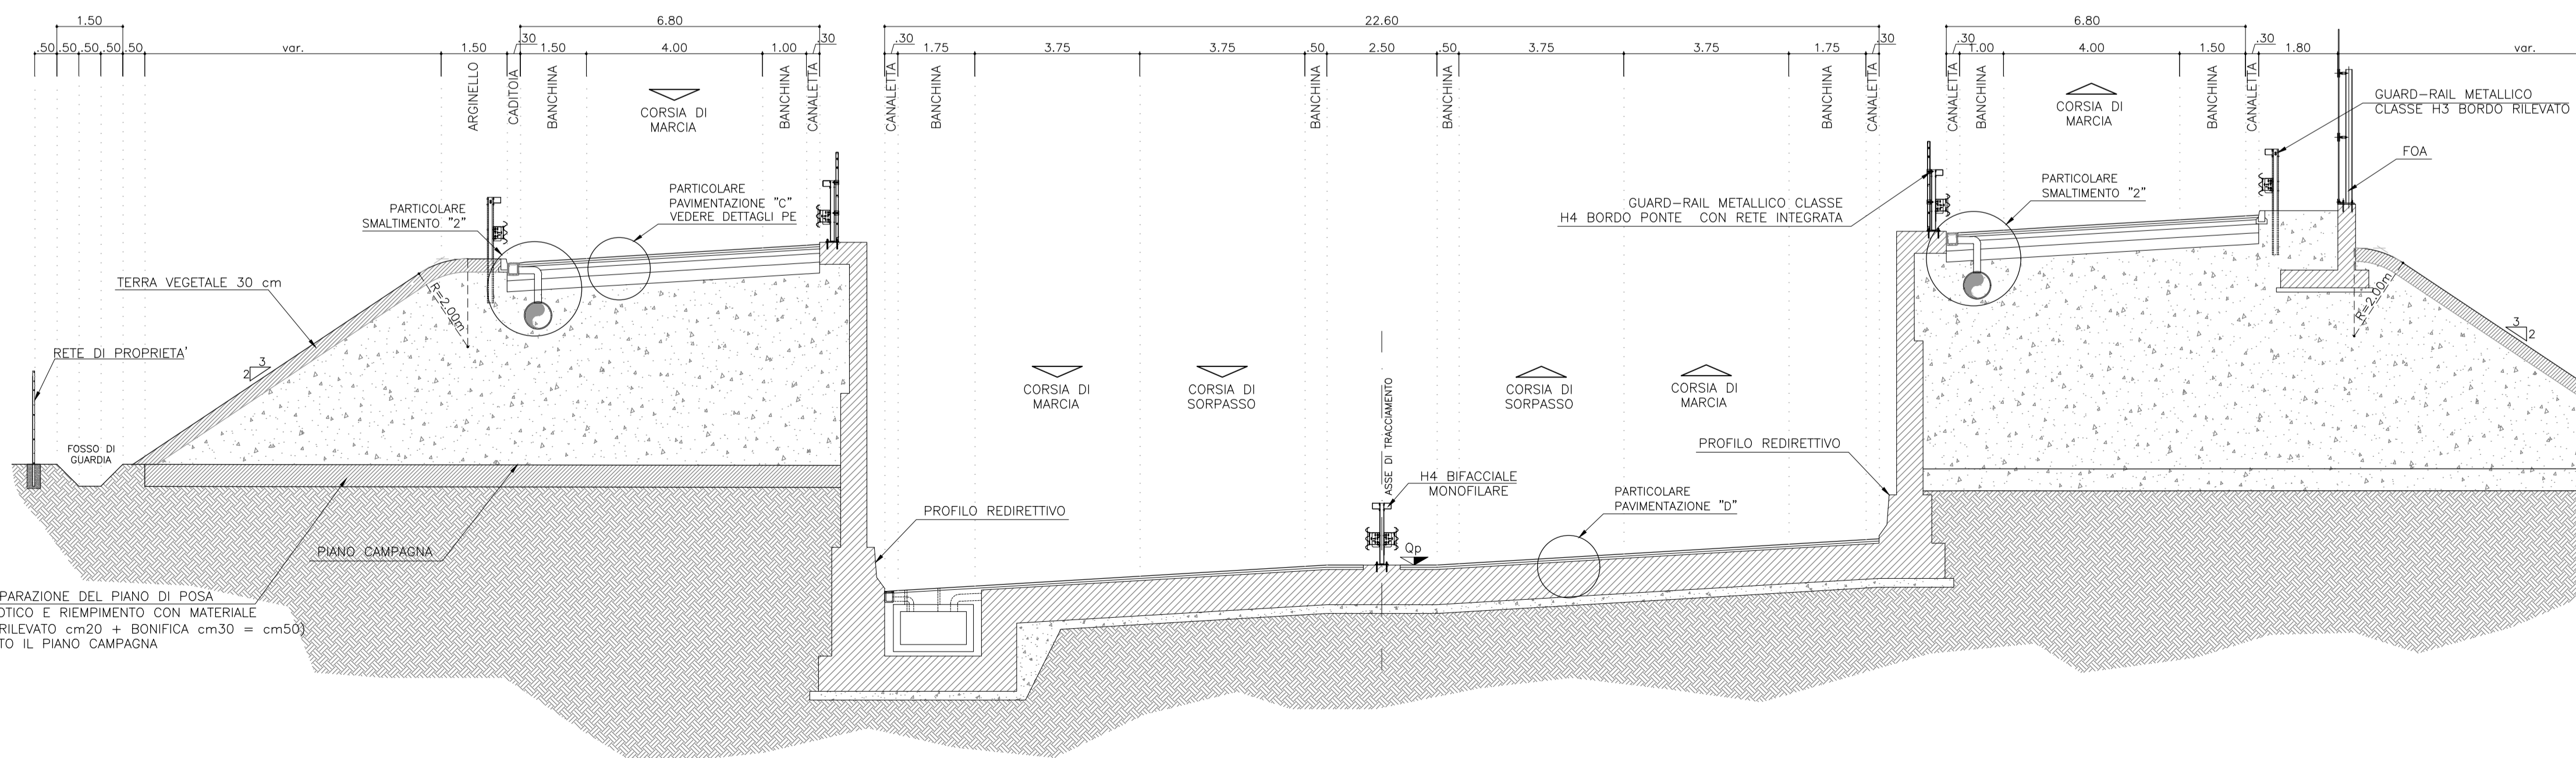 1.50
6.80
22.60
6.80
.50 .50 .50 .50 .50 var. 1.50 .30 1.50 4.00 1.00 .30
.30 1.75 3.75 3.75 .50 2.50 .50 3.75 3.75 1.75 .30
.30 1.00 4.00 1.50 .30 1.80 var.
ARGINELLO
CADITOIA
BANCHINA
CORSIA DI
MARCIA
BANCHINA
CANALETTA
CANALETTA
BANCHINA
BANCHINA
BANCHINA
BANCHINA
CANALETTA
CANALETTA
BANCHINA
CORSIA DI
MARCIA
BANCHINA
CANALETTA
GUARD-RAIL METALLICO
CLASSE H3 BORDO RILEVATO
FOA
PARTICOLARE
SMALTIMENTO "2"
PARTICOLARE
PAVIMENTAZIONE "C"
VEDERE DETTAGLI PE
GUARD-RAIL METALLICO CLASSE
H4 BORDO PONTE CON RETE INTEGRATA
PARTICOLARE
SMALTIMENTO "2"
TERRA VEGETALE 30 cm
R=2.00m
R=2.00m
RETE DI PROPRIETA'
3
2
3
2
FOSSO DI
GUARDIA
CORSIA DI
MARCIA
CORSIA DI
SORPASSO
ASSE DI TRACCIAMENTO
CORSIA DI
SORPASSO
CORSIA DI
MARCIA
PROFILO REDIRETTIVO
H4 BIFACCIALE
MONOFILARE
PARTICOLARE
PAVIMENTAZIONE "D"
PROFILO REDIRETTIVO
Qp
PIANO CAMPAGNA
PARAZIONE DEL PIANO DI POSA
OTICO E RIEMPIMENTO CON MATERIALE
RILEVATO cm20 + BONIFICA cm30 = cm50)
TO IL PIANO CAMPAGNA